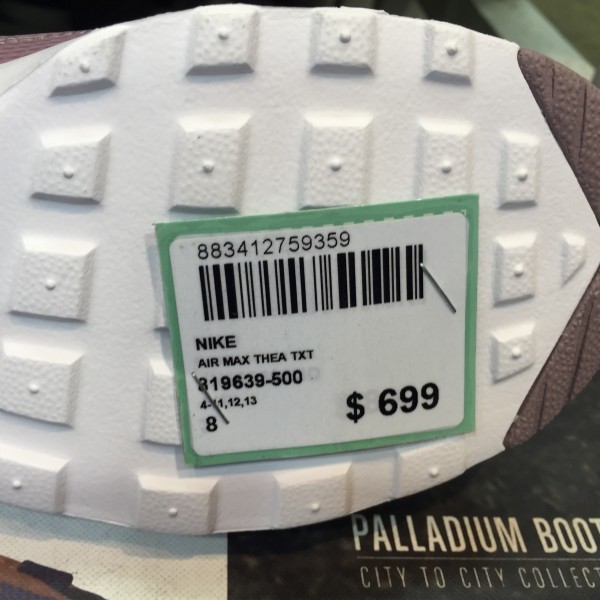 883412759359
NIKE
AIR MAX THEA TXT
819639-500
4-11,12,13
8
$ 699
PALLADIUM BOOT
CITY TO CITY COLLECT